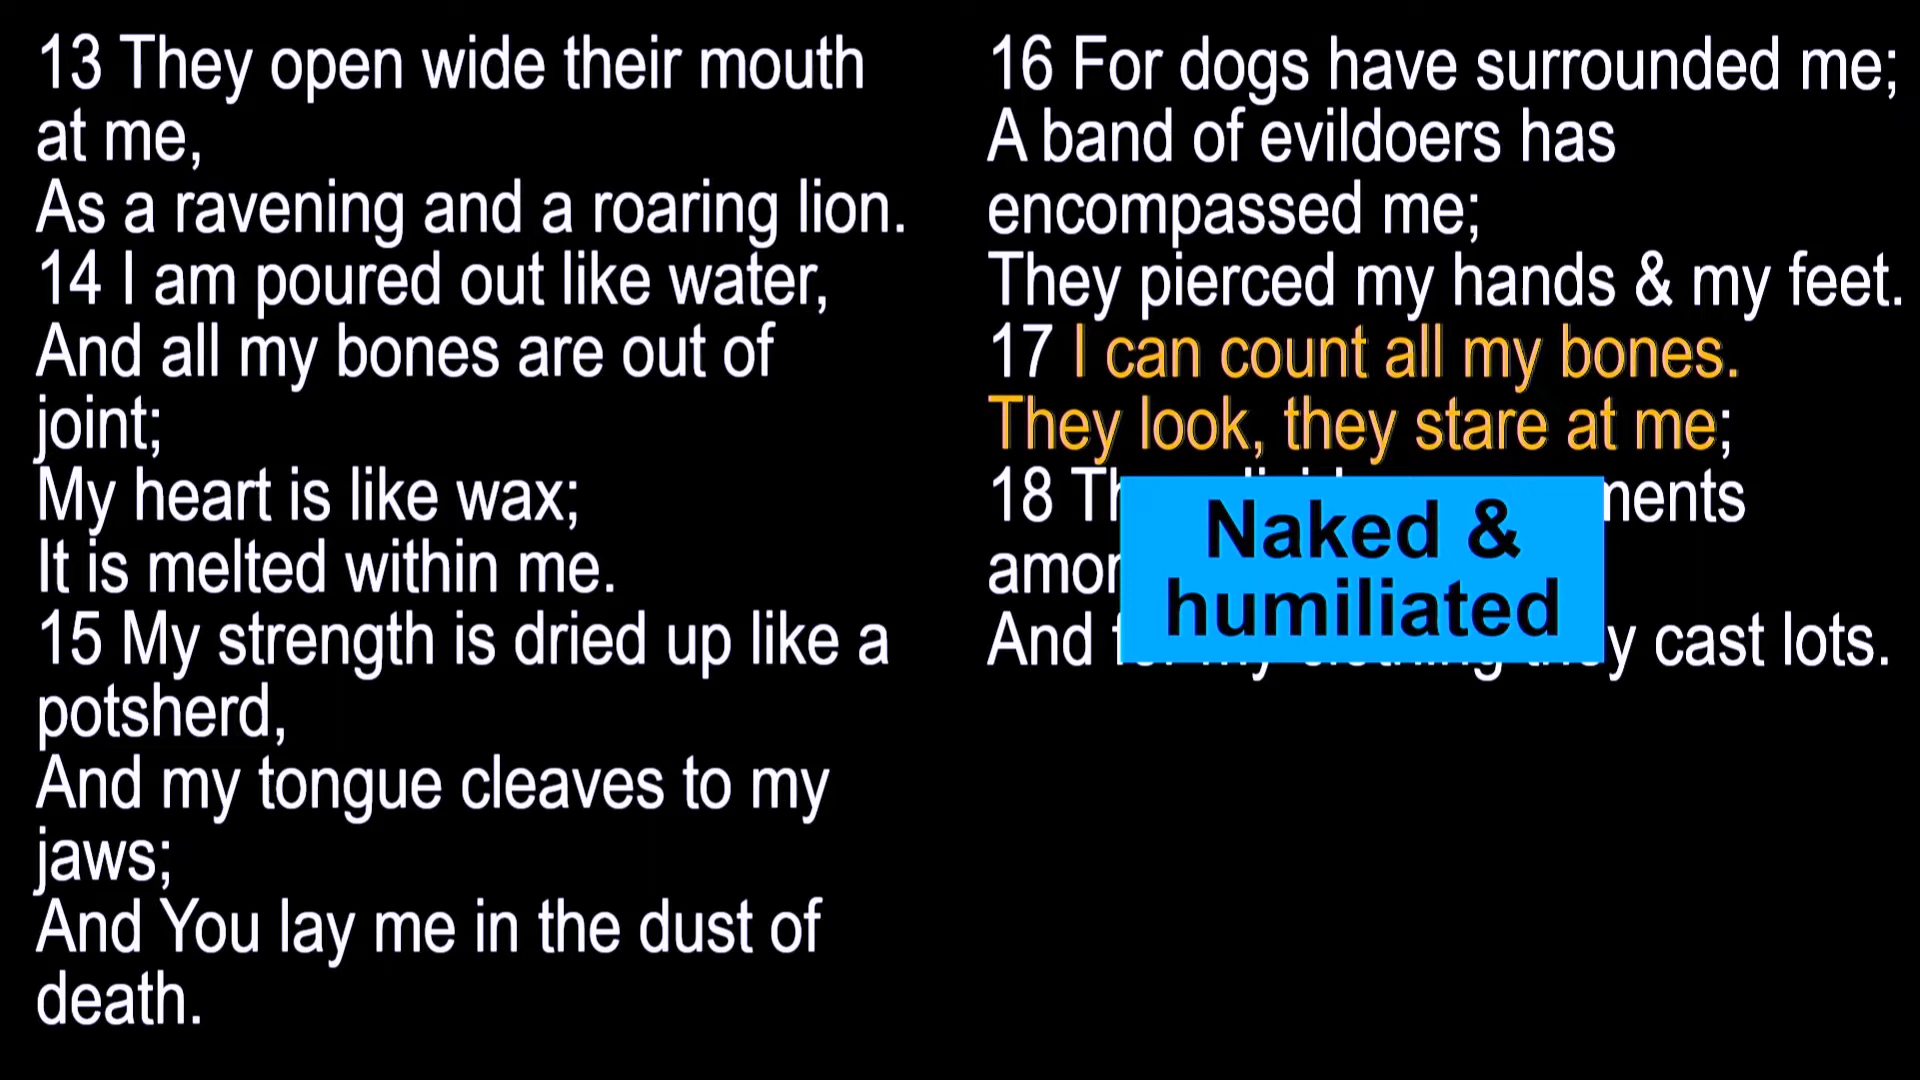 13 They open wide their mouth
at me,
As a ravening and a roaring lion.
14 I am poured out like water,
And all my bones are out of
joint;
My heart is like wax;
It is melted within me.
15 My strength is dried up like a
potsherd,
And my tongue cleaves to my
jaws;
And You lay me in the dust of
death.
16 For dogs have surrounded me;
A band of evildoers has
encompassed me;
They pierced my hands & my feet.
17 I can count all my bones.
They look, they stare at me;
18
And cast lots.
Naked &
humiliated